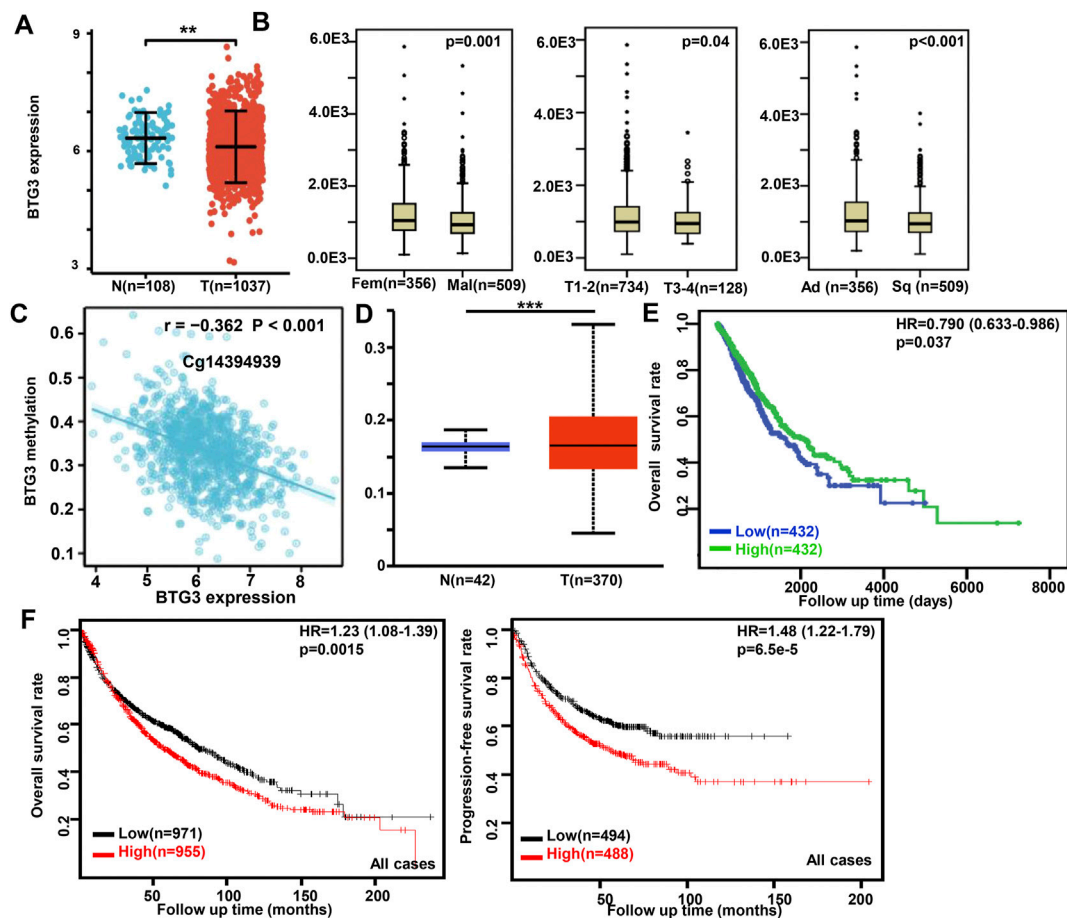 A
BTG3 expression
9
6
3
**
N(n=108)
T(n=1037)
B
6.0E3
4.0E3
2.0E3
0.0E3
p=0.001
Fem(n=356)
Mal(n=509)
6.0E3
4.0E3
2.0E3
0.0E3
p=0.04
T1-2(n=734)
T3-4(n=128)
6.0E3
4.0E3
2.0E3
0.0E3
p<0.001
Ad (n=356)
Sq (n=509)
C
BTG3 methylation
0.6
0.5
0.4
0.3
0.2
0.1
r = −0.362 P < 0.001
Cg14394939
4 5 6 7 8
BTG3 expression
D
0.3
0.2
0.1
0
***
N(n=42)
T(n=370)
E
Overall survival rate
1.0
0.8
0.6
0.4
0.2
HR=0.790 (0.633-0.986)
p=0.037
Low(n=432)
High(n=432)
2000 4000 6000 8000
Follow up time (days)
F
Overall survival rate
1.0
0.8
0.6
0.4
0.2
HR=1.23 (1.08-1.39)
p=0.0015
Low(n=971)
High(n=955)
All cases
50 100 150 200
Follow up time (months)
Progression-free survival rate
1.0
0.8
0.6
0.4
0.2
HR=1.48 (1.22-1.79)
p=6.5e-5
Low(n=494)
High(n=488)
All cases
50 100 150 200
Follow up time (months)